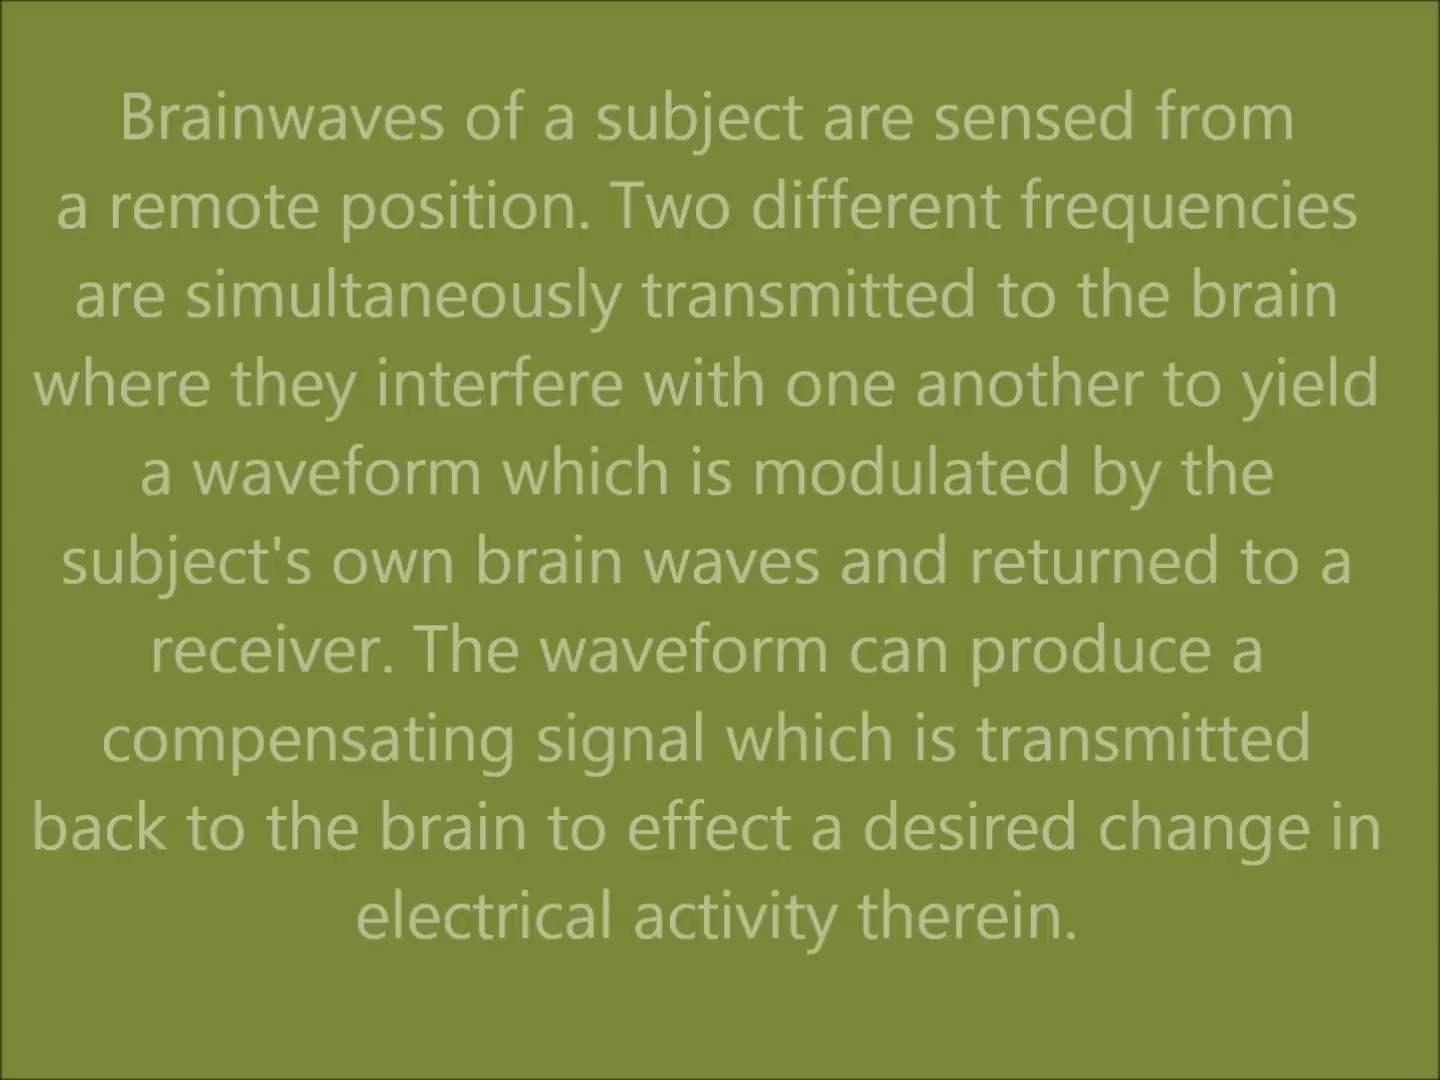 Brainwaves of a subject are sensed from
a remote position. Two different frequencies
are simultaneously transmitted to the brain
where they interfere with one another to yield
a waveform which is modulated by the
subject's own brain waves and returned to a
receiver. The waveform can produce a
compensating signal which is transmitted
back to the brain to effect a desired change in
electrical activity therein.